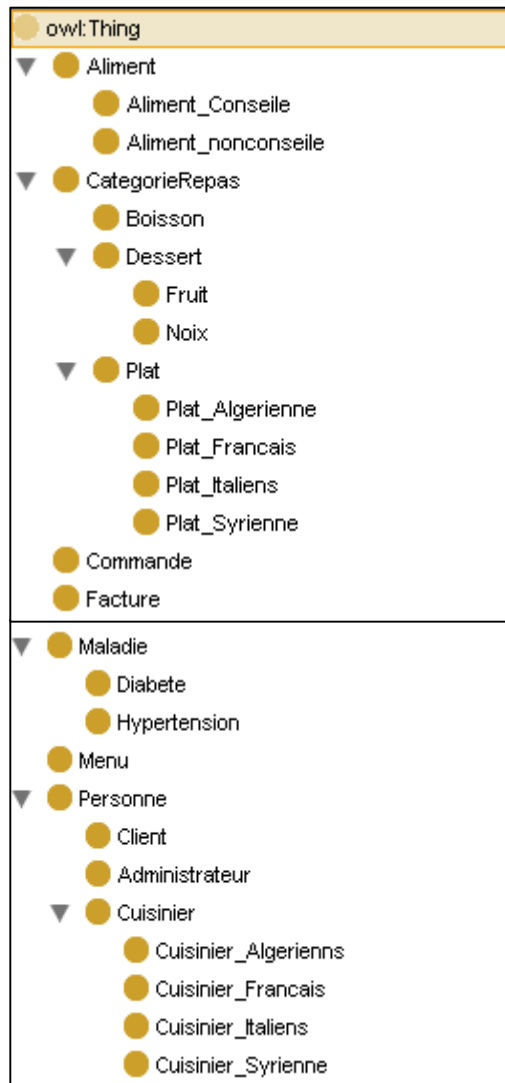 owl:Thing
Aliment
Aliment_Conseile
Aliment_nonconseile
CategorieRepas
Boisson
Dessert
Fruit
Noix
Plat
Plat_Algerienne
Plat_Francais
Plat_Italiens
Plat_Syrienne
Commande
Facture
Maladie
Diabete
Hypertension
Menu
Personne
Client
Administrateur
Cuisinier
Cuisinier_Algerienns
Cuisinier_Francais
Cuisinier_Italiens
Cuisinier_Syrienne